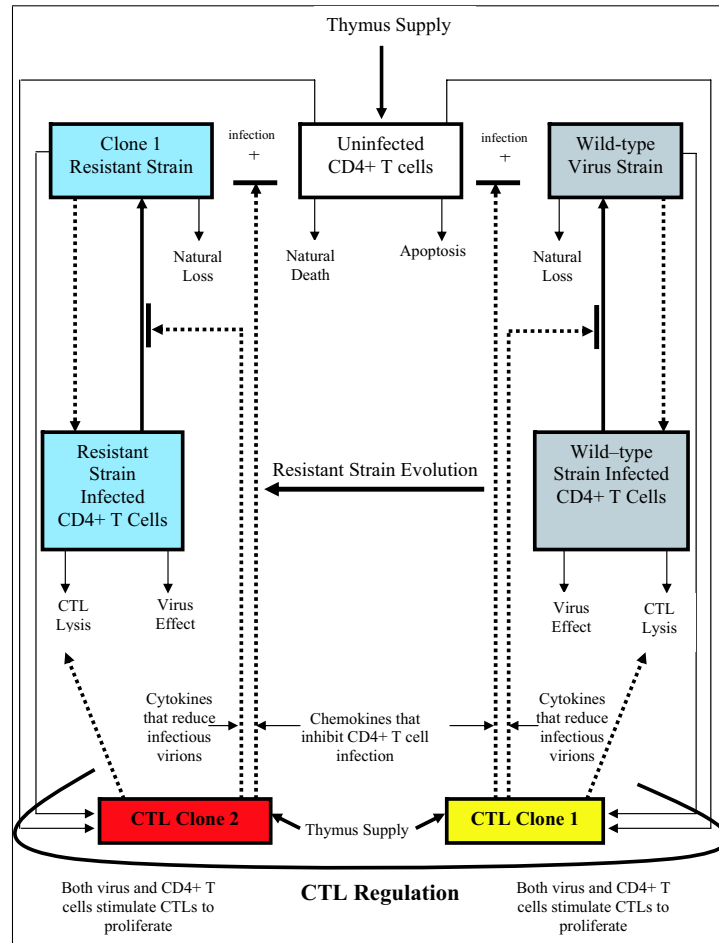 Thymus Supply
Clone 1
Resistant Strain
infection
+
Uninfected
CD4+ T cells
infection
+
Wild-type
Virus Strain
Natural
Loss
Natural
Death
Apoptosis
Natural
Loss
Resistant
Strain
Infected
CD4+ T Cells
Resistant Strain Evolution
Wild–type
Strain Infected
CD4+ T Cells
CTL
Lysis
Virus
Effect
Virus
Effect
CTL
Lysis
Cytokines
that reduce
infectious
virions
Chemokines that
inhibit CD4+ T cell
infection
Cytokines
that reduce
infectious
virions
CTL Clone 2
Thymus Supply
CTL Clone 1
CTL Regulation
Both virus and CD4+ T
cells stimulate CTLs to
proliferate
Both virus and CD4+ T
cells stimulate CTLs to
proliferate